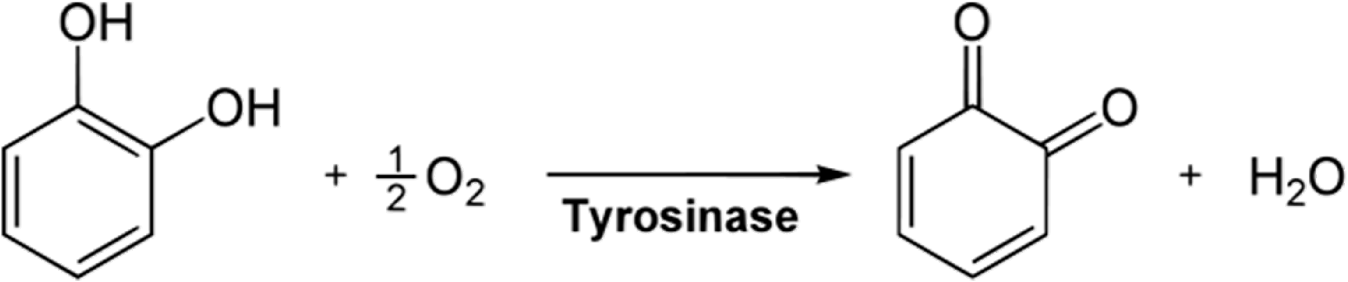 OH
OH
+ 1/2 O₂
Tyrosinase
O
O
+ H₂O